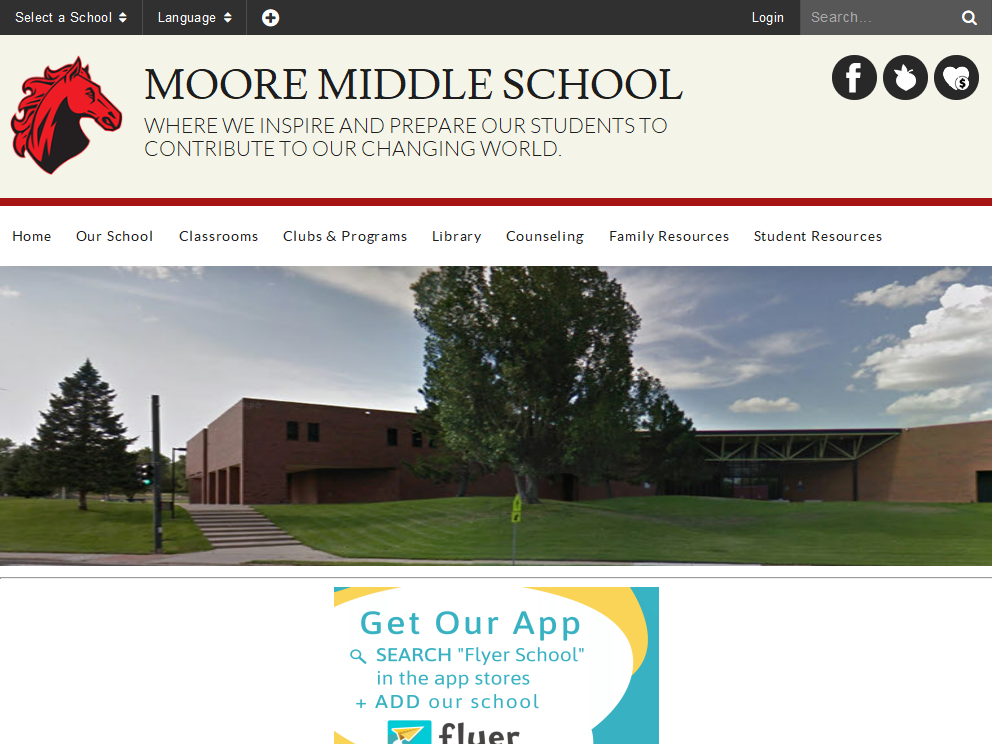 Select a School
Language
Login
Search...
MOORE MIDDLE SCHOOL
WHERE WE INSPIRE AND PREPARE OUR STUDENTS TO
CONTRIBUTE TO OUR CHANGING WORLD.
Home
Our School
Classrooms
Clubs & Programs
Library
Counseling
Family Resources
Student Resources
Get Our App
SEARCH "Flyer School"
in the app stores
+ ADD our school
flyer